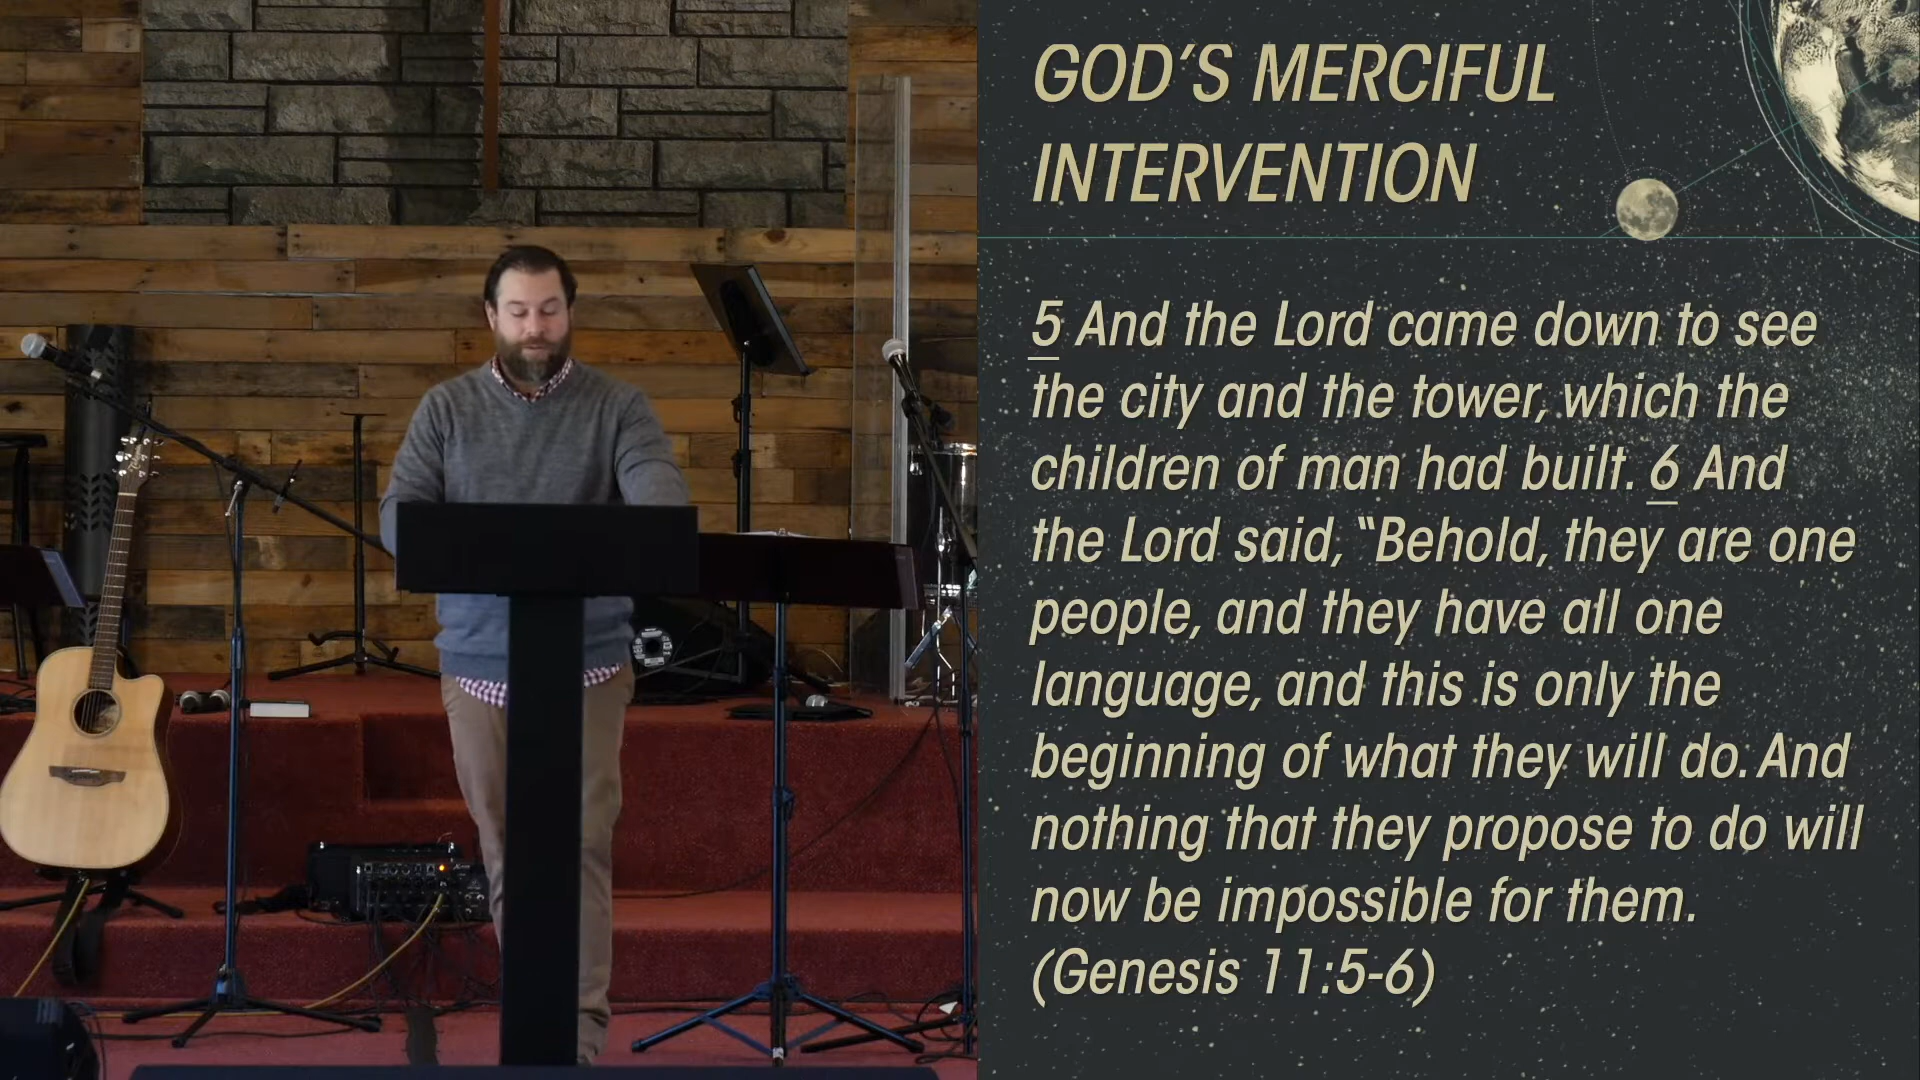 GOD'S MERCIFUL
INTERVENTION
5 And the Lord came down to see
the city and the tower, which the
children of man had built. 6 And
the Lord said, “Behold, they are one
people, and they have all one
language, and this is only the
beginning of what they will do. And
nothing that they propose to do will
now be impossible for them.
(Genesis 11:5-6)